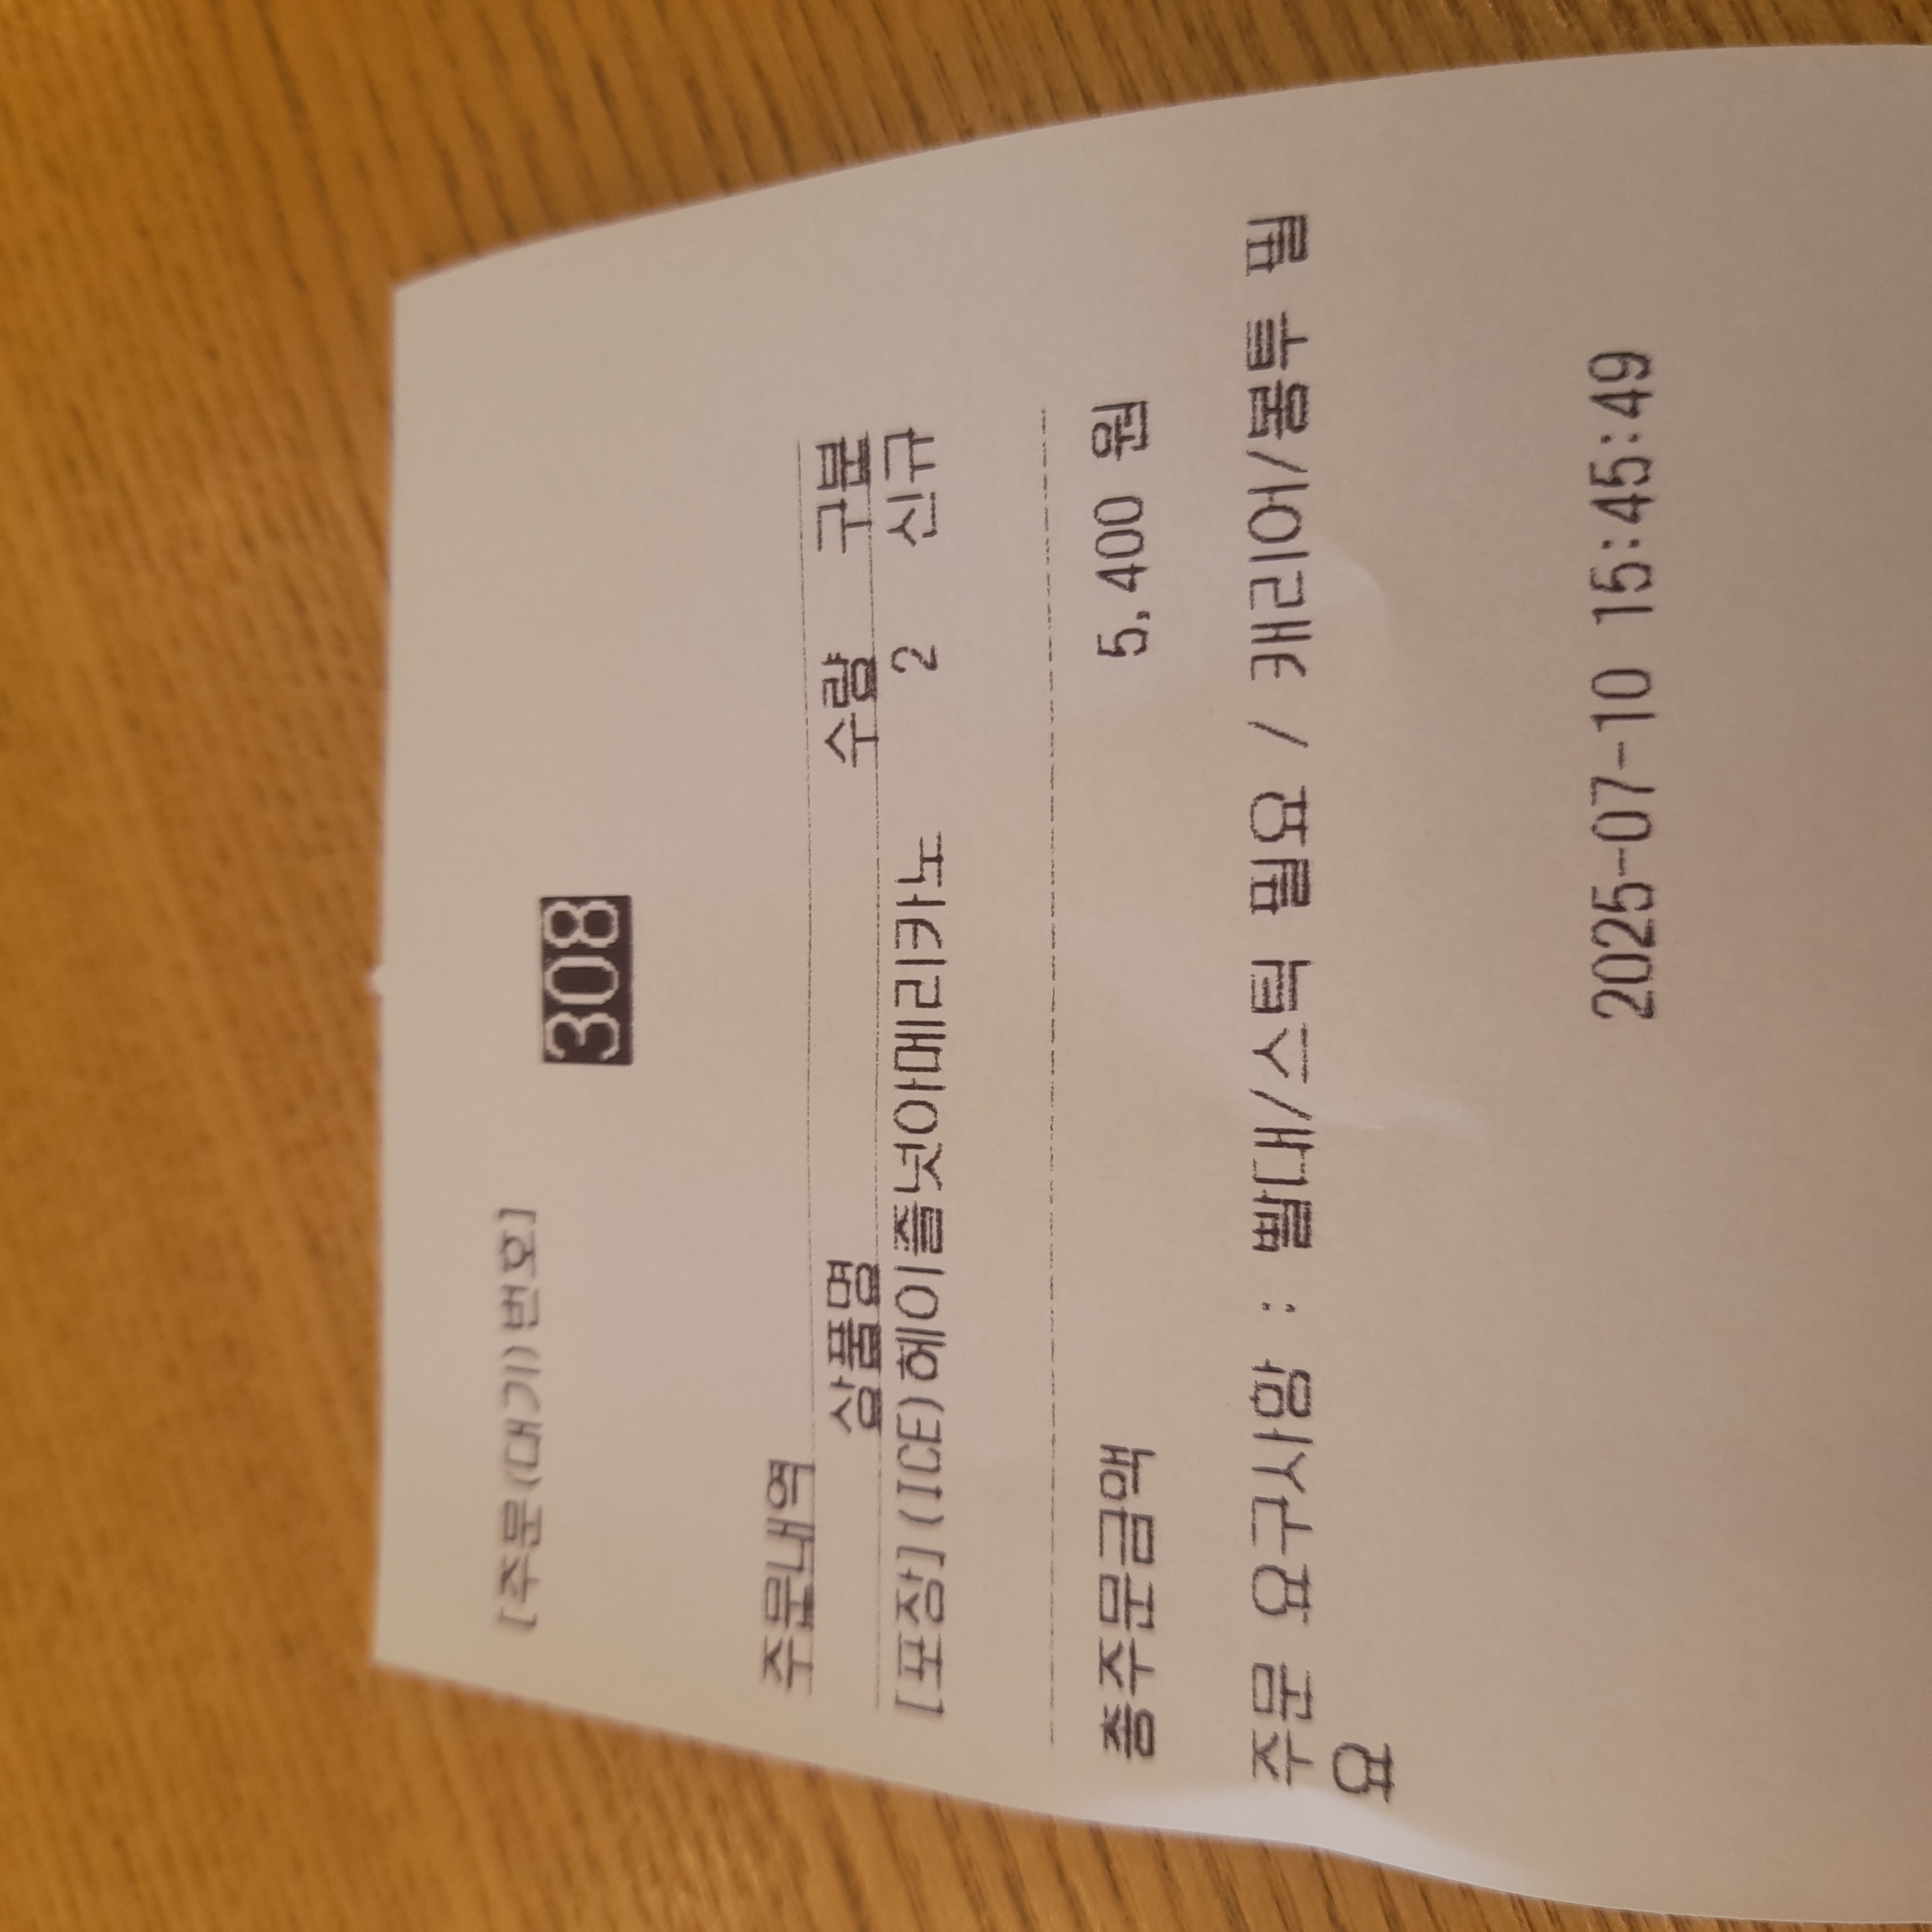 [주문(대기)번호]
308
주문내역
상품명 수량 구분
[포장](ICE)헤이즐넛아메리카노 2 신규
총주문금액 5,400 원
주문 요구사항 : 빨대/스틱 필요 / 캐리어/봉투 필
요
2025-07-10 15:45:49